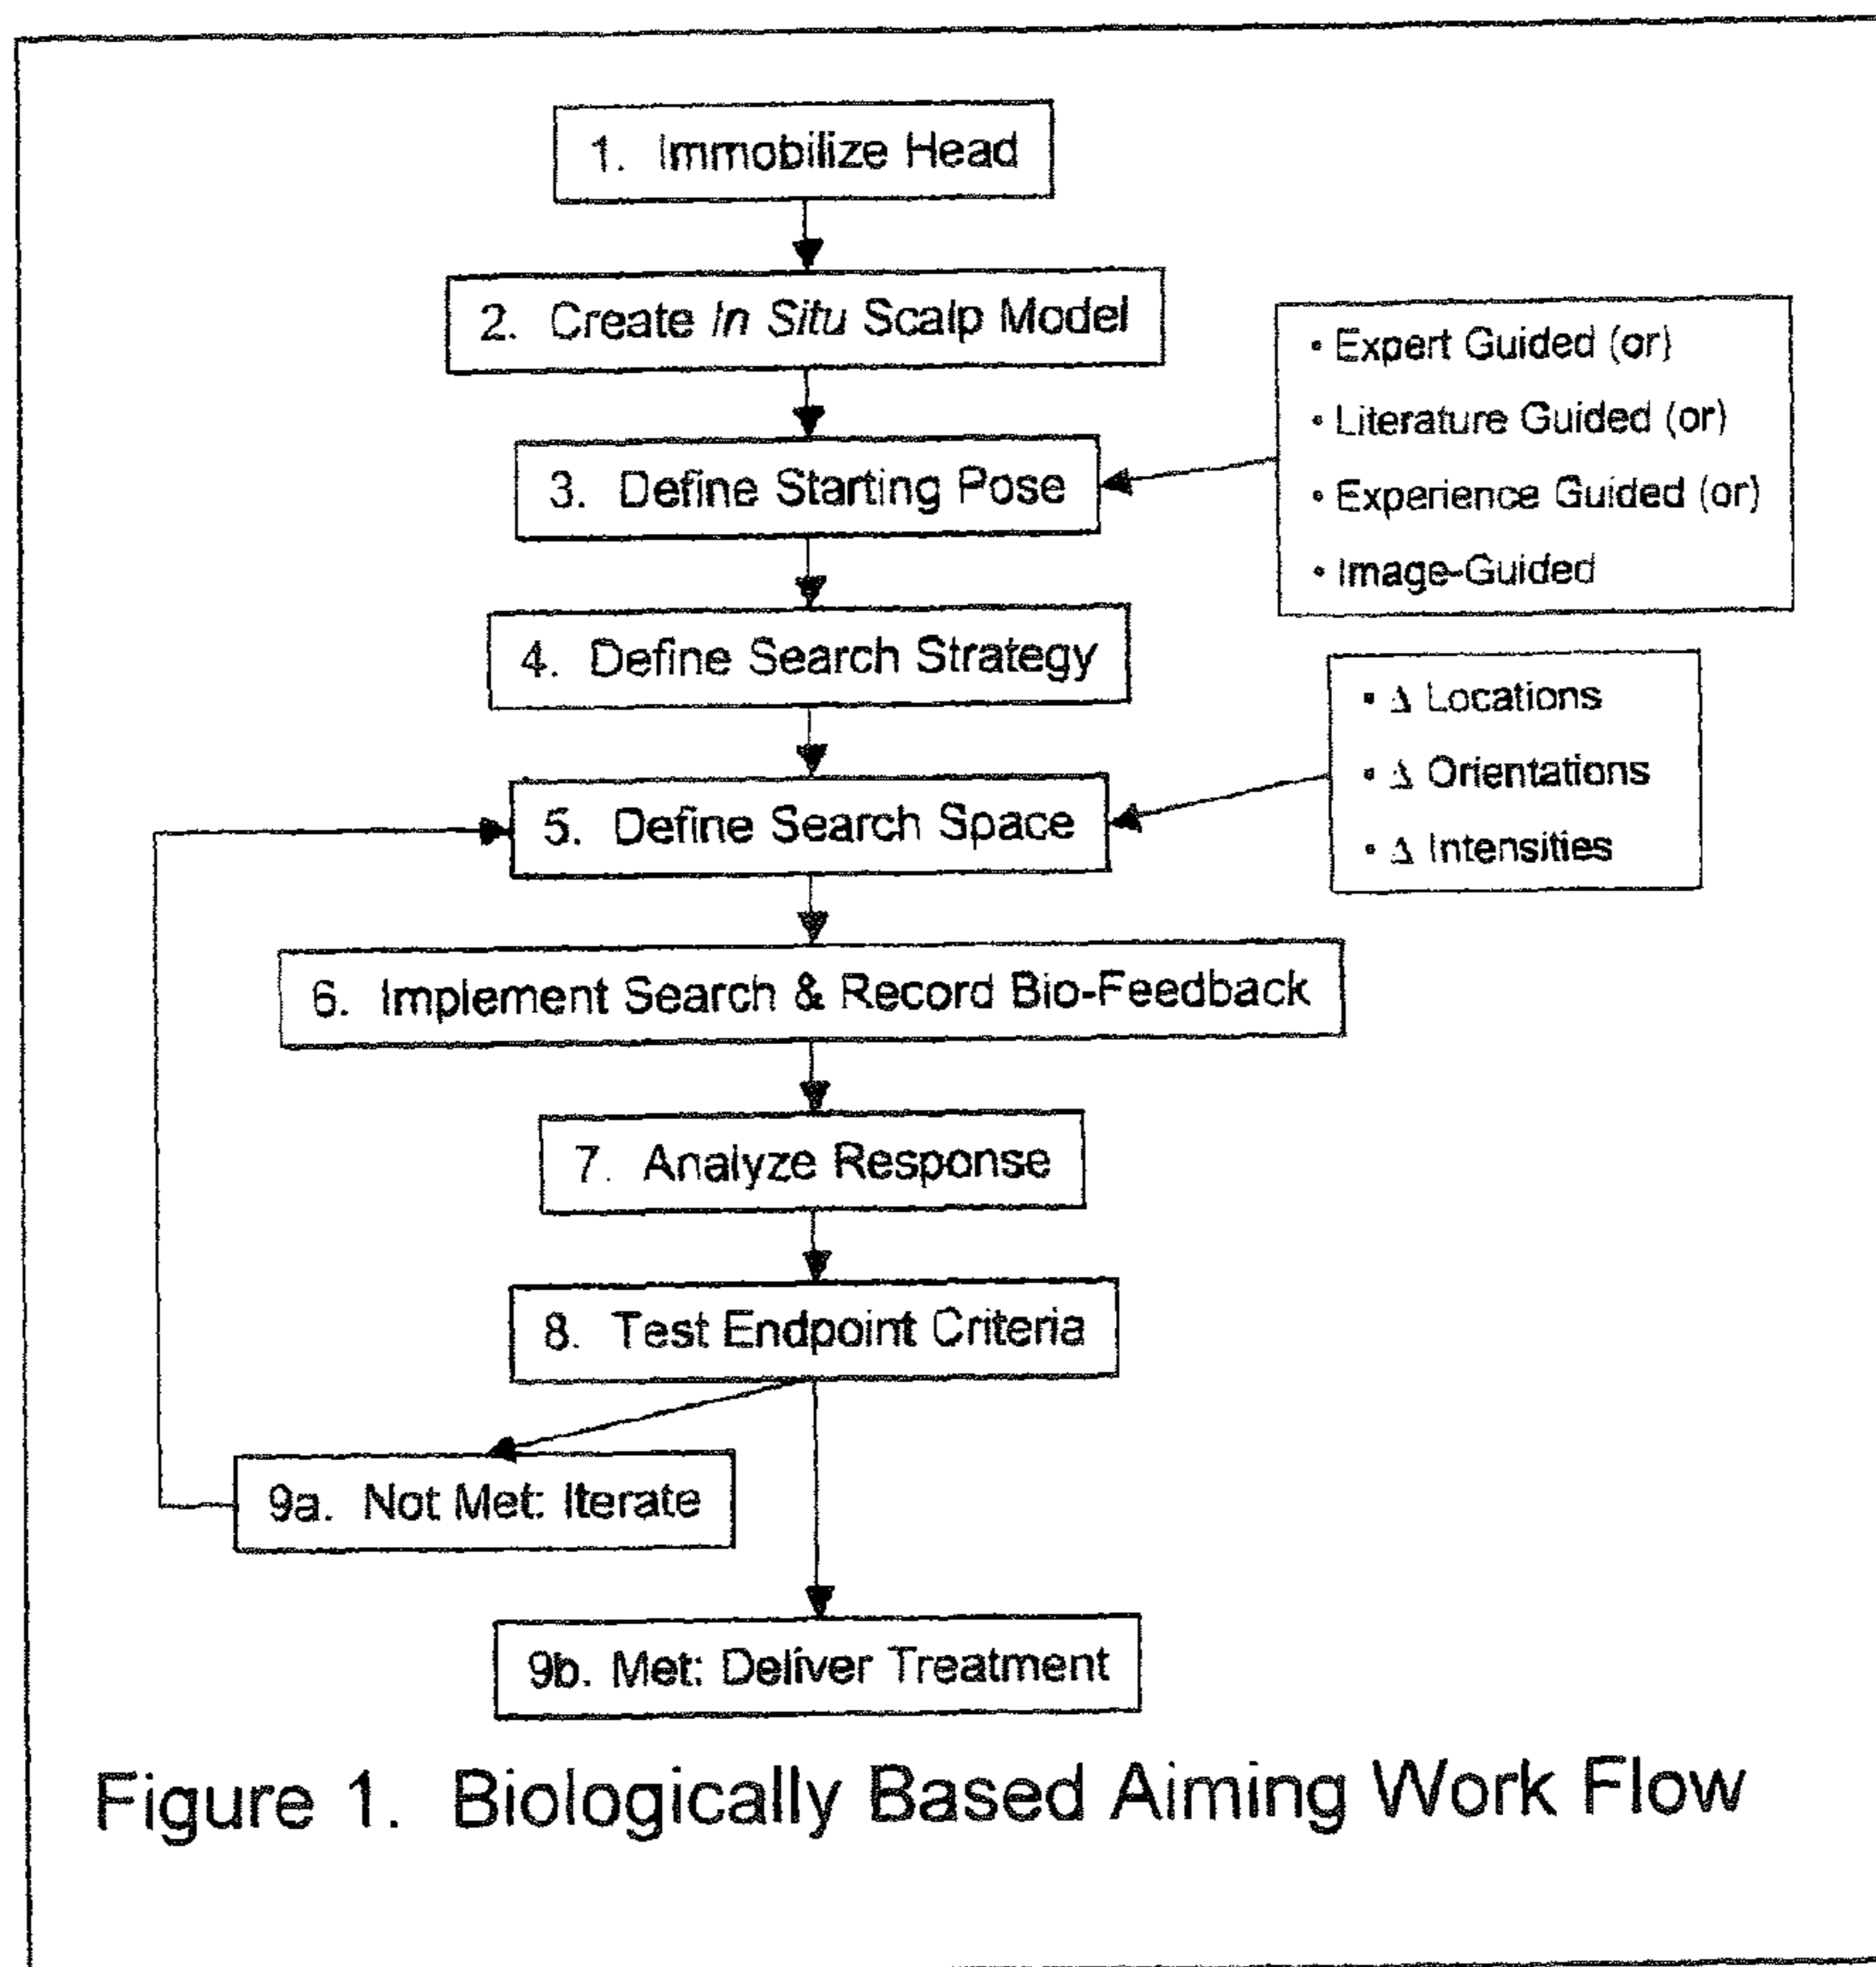 1. Immobilize Head
2. Create In Situ Scalp Model
• Expert Guided (or)
• Literature Guided (or)
• Experience Guided (or)
• Image-Guided
3. Define Starting Pose
4. Define Search Strategy
• Δ Locations
• Δ Orientations
• Δ Intensities
5. Define Search Space
6. Implement Search & Record Bio-Feedback
7. Analyze Response
8. Test Endpoint Criteria
9a. Not Met: Iterate
9b. Met: Deliver Treatment
Figure 1. Biologically Based Aiming Work Flow